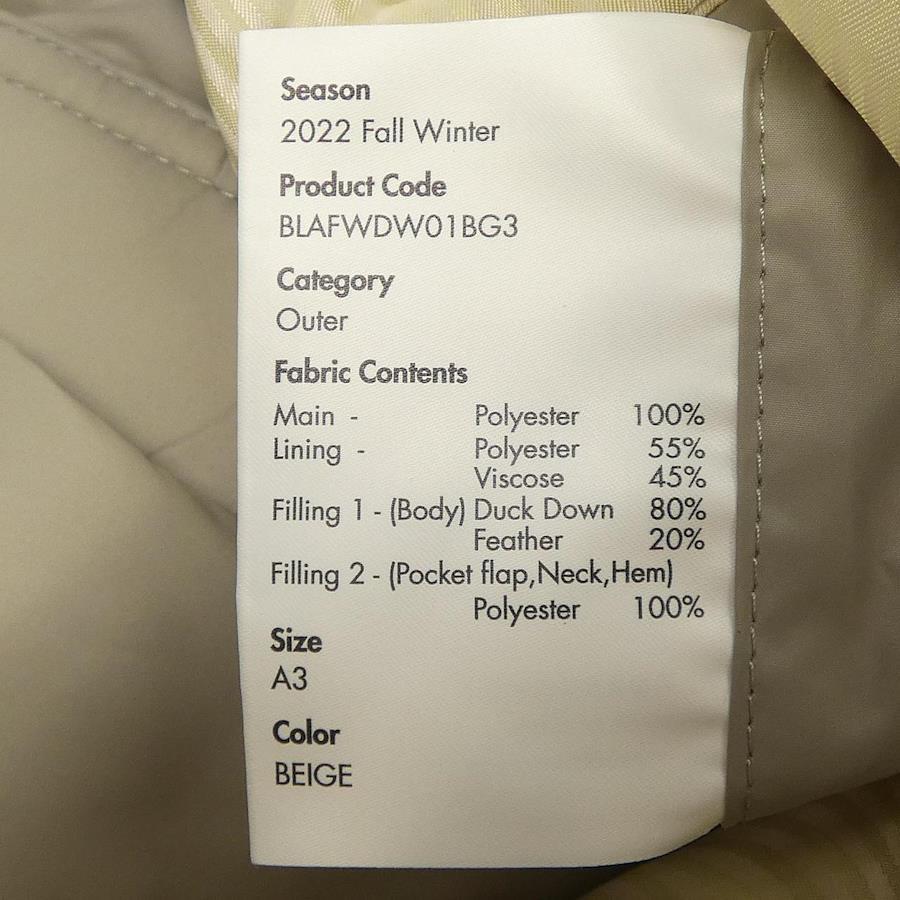 Season
2022 Fall Winter
Product Code
BLAFWDW01BG3
Category
Outer
Fabric Contents
Main - Polyester 100%
Lining - Polyester 55%
Viscose 45%
Filling 1 - (Body) Duck Down 80%
Feather 20%
Filling 2 - (Pocket flap,Neck,Hem)
Polyester 100%
Size
A3
Color
BEIGE